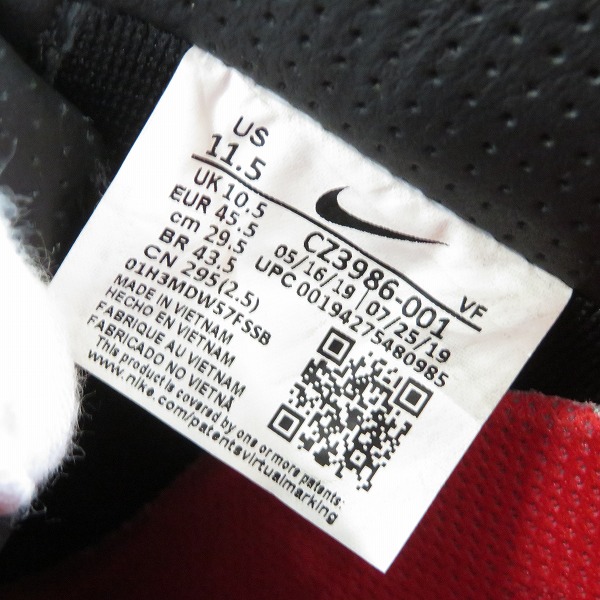 US
11.5
UK 10.5
EUR 45.5
cm 29.5
BR 43.5
CN 295(2.5)
01H3MDW57FSSB
VF
CZ3986-001
05/16/19 | 07/25/19
UPC 00194275480985
MADE IN VIETNAM
HECHO EN VIETNAM
FABRIQUE AU VIETNAM
FABRICADO NO VIETNÃ
This product is covered by one or more patents:
www.nike.com/patentsvirtualmarking